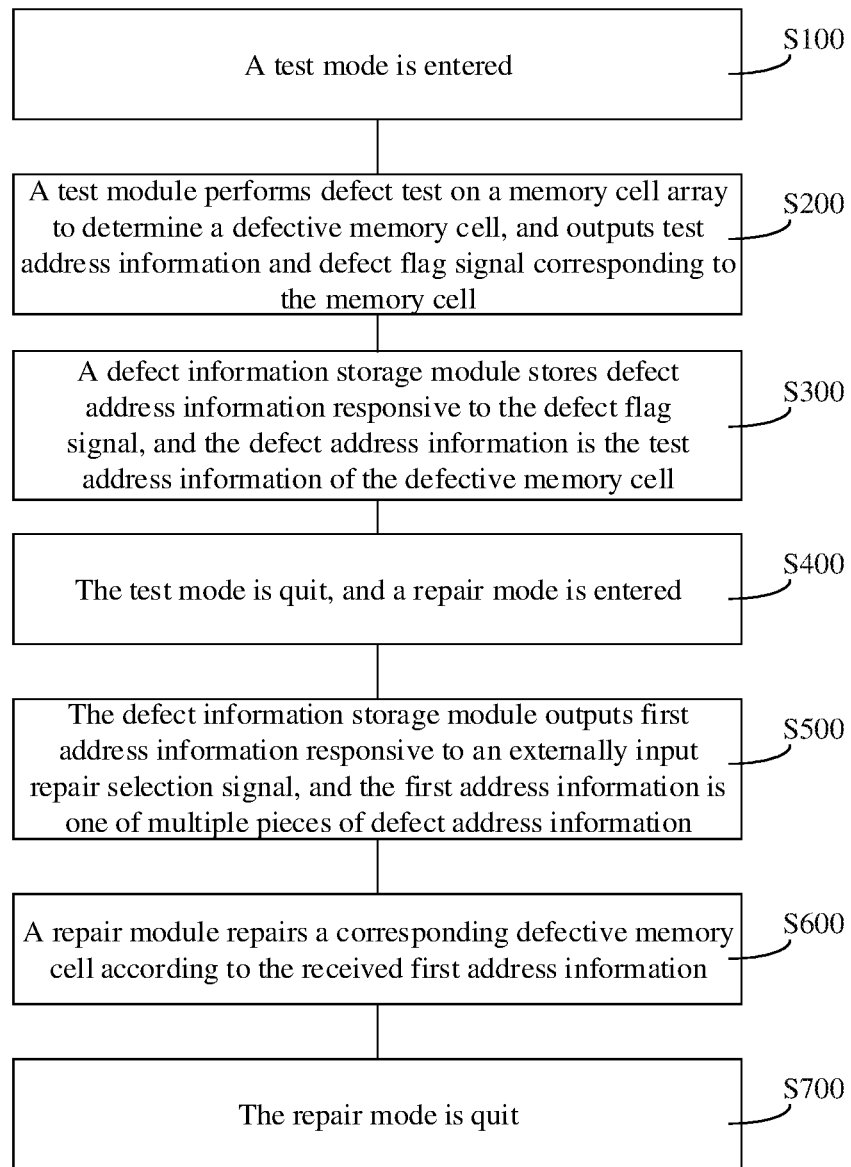 A test mode is entered
S100
A test module performs defect test on a memory cell array
to determine a defective memory cell, and outputs test
address information and defect flag signal corresponding to
the memory cell
S200
A defect information storage module stores defect
address information responsive to the defect flag
signal, and the defect address information is the test
address information of the defective memory cell
S300
The test mode is quit, and a repair mode is entered
S400
The defect information storage module outputs first
address information responsive to an externally input
repair selection signal, and the first address information is
one of multiple pieces of defect address information
S500
A repair module repairs a corresponding defective memory
cell according to the received first address information
S600
The repair mode is quit
S700